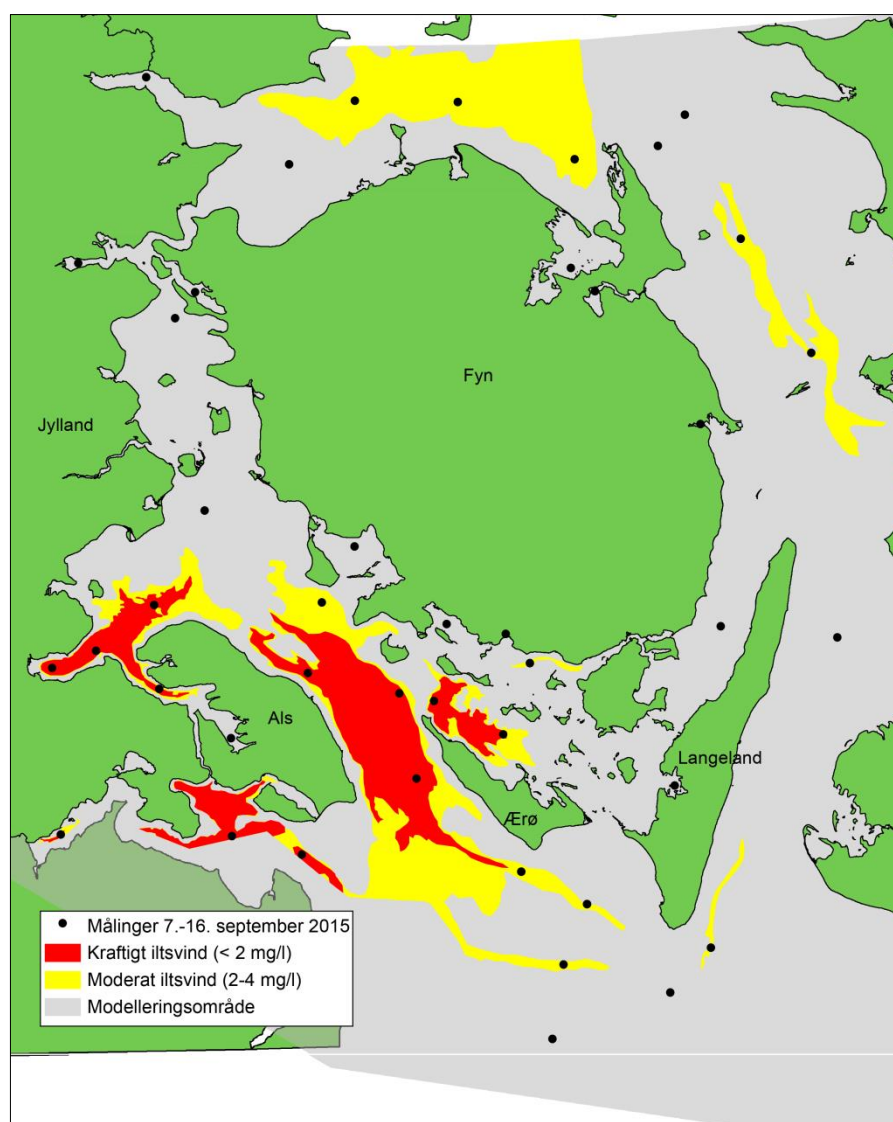 Fyn
Jylland
Als
Langeland
Ærø
Målinger 7.-16. september 2015
Kraftigt iltsvind (< 2 mg/l)
Moderat iltsvind (2-4 mg/l)
Modelleringsområde